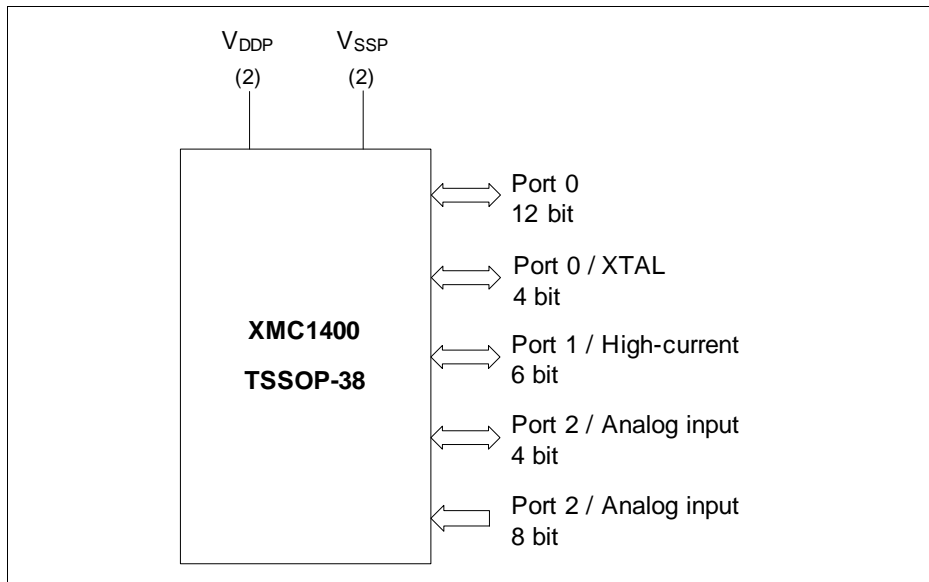 VDDP VSSP
(2) (2)
Port 0
12 bit
Port 0 / XTAL
4 bit
XMC1400
TSSOP-38
Port 1 / High-current
6 bit
Port 2 / Analog input
4 bit
Port 2 / Analog input
8 bit